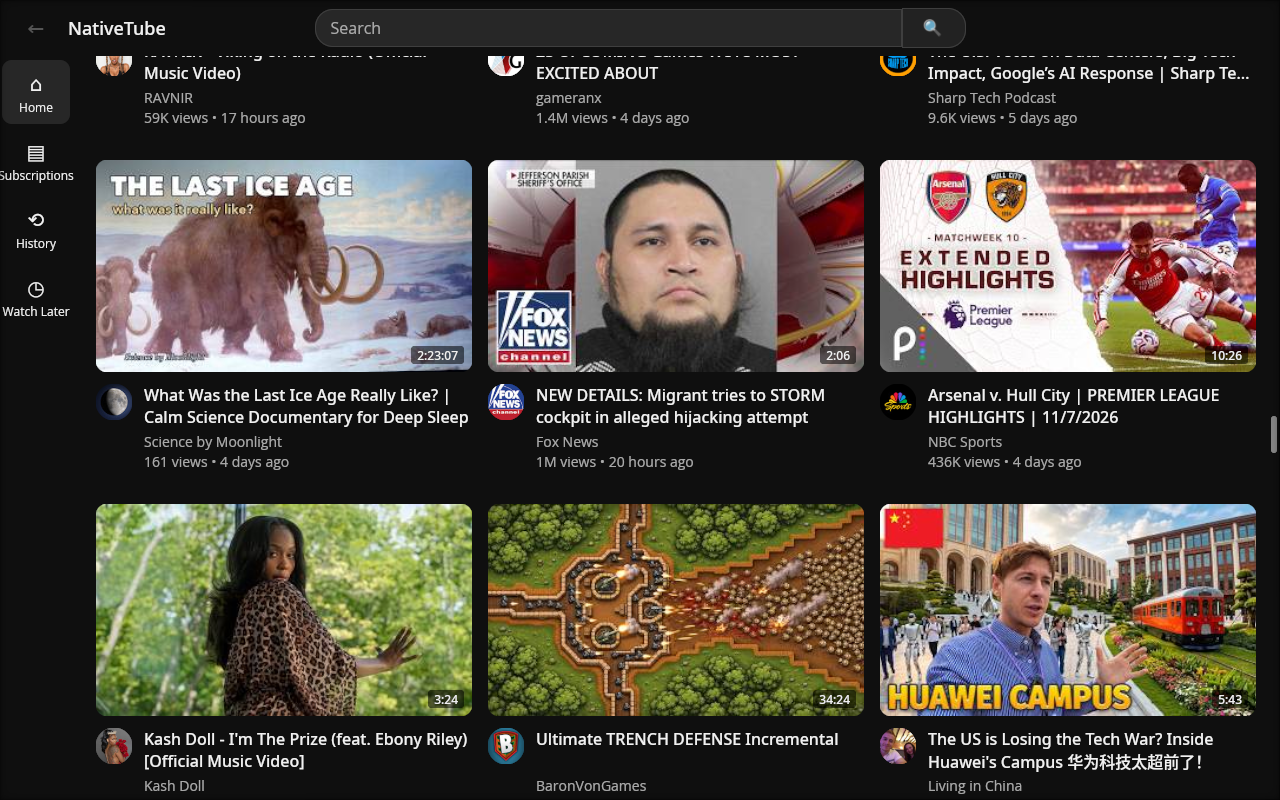 ←
NativeTube
Search
Home
Subscriptions
History
Watch Later
Music Video)
RAVNIR
59K views • 17 hours ago
EXCITED ABOUT
gameranx
1.4M views • 4 days ago
Impact, Google's AI Response | Sharp Te...
Sharp Tech Podcast
9.6K views • 5 days ago
THE LAST ICE AGE
what was it really like?
Science by Moonlight
2:23:07
What Was the Last Ice Age Really Like? |
Calm Science Documentary for Deep Sleep
Science by Moonlight
161 views • 4 days ago
JEFFERSON PARISH
SHERIFF'S OFFICE
FOX
NEWS
channel
2:06
NEW DETAILS: Migrant tries to STORM
cockpit in alleged hijacking attempt
Fox News
1M views • 20 hours ago
Arsenal
HULL CITY
- MATCHWEEK 10 -
EXTENDED
HIGHLIGHTS
Premier
League
10:26
Arsenal v. Hull City | PREMIER LEAGUE
HIGHLIGHTS | 11/7/2026
NBC Sports
436K views • 4 days ago
3:24
Kash Doll - I'm The Prize (feat. Ebony Riley)
[Official Music Video]
Kash Doll
34:24
Ultimate TRENCH DEFENSE Incremental
BaronVonGames
HUAWEI CAMPUS
5:43
The US is Losing the Tech War? Inside
Huawei's Campus 华为科技太超前了!
Living in China